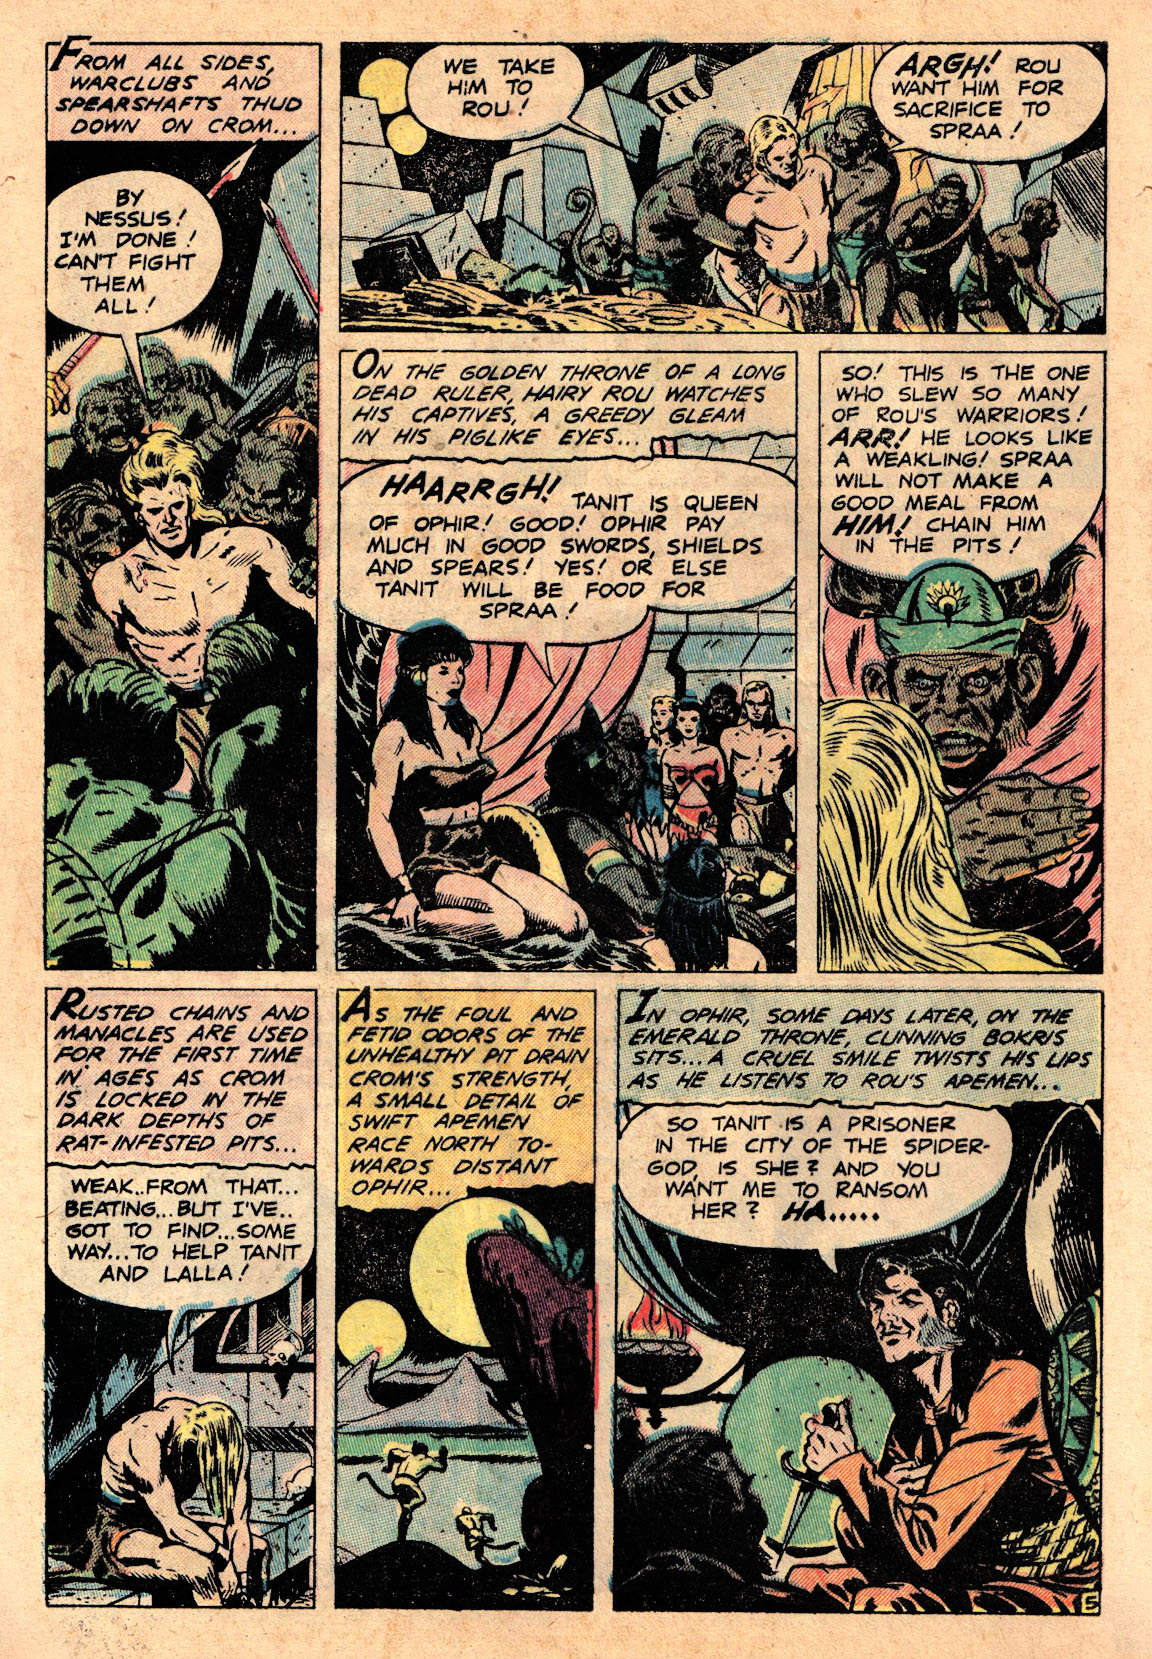 FROM ALL SIDES,
WARCLUBS AND
SPEARSHAFTS THUD
DOWN ON CROM...
BY
NESSUS!
I'M DONE!
CAN'T FIGHT
THEM
ALL!
WE TAKE
HIM TO
ROU!
ARGH! ROU
WANT HIM FOR
SACRIFICE TO
SPRAA!
ON THE GOLDEN THRONE OF A LONG
DEAD RULER, HAIRY ROU WATCHES
HIS CAPTIVES, A GREEDY GLEAM
IN HIS PIGLIKE EYES...
HAARRGH! TANIT IS QUEEN
OF OPHIR! GOOD! OPHIR PAY
MUCH IN GOOD SWORDS, SHIELDS
AND SPEARS! YES! OR ELSE
TANIT WILL BE FOOD FOR
SPRAA!
SO! THIS IS THE ONE
WHO SLEW SO MANY
OF ROU'S WARRIORS!
ARR! HE LOOKS LIKE
A WEAKLING! SPRAA
WILL NOT MAKE A
GOOD MEAL FROM
HIM! CHAIN HIM
IN THE PITS!
RUSTED CHAINS AND
MANACLES ARE USED
FOR THE FIRST TIME
IN AGES AS CROM
IS LOCKED IN THE
DARK DEPTHS OF
RAT-INFESTED PITS...
WEAK..FROM THAT...
BEATING...BUT I'VE..
GOT TO FIND...SOME
WAY...TO HELP TANIT
AND LALLA!
AS THE FOUL AND
FETID ODORS OF THE
UNHEALTHY PIT DRAIN
CROM'S STRENGTH,
A SMALL DETAIL OF
SWIFT APEMEN
RACE NORTH TO-
WARDS DISTANT
OPHIR...
IN OPHIR, SOME DAYS LATER, ON THE
EMERALD THRONE, CUNNING BOKRIS
SITS...A CRUEL SMILE TWISTS HIS LIPS
AS HE LISTENS TO ROU'S APEMEN...
SO TANIT IS A PRISONER
IN THE CITY OF THE SPIDER-
GOD, IS SHE? AND YOU
WANT ME TO RANSOM
HER? HA.....
5